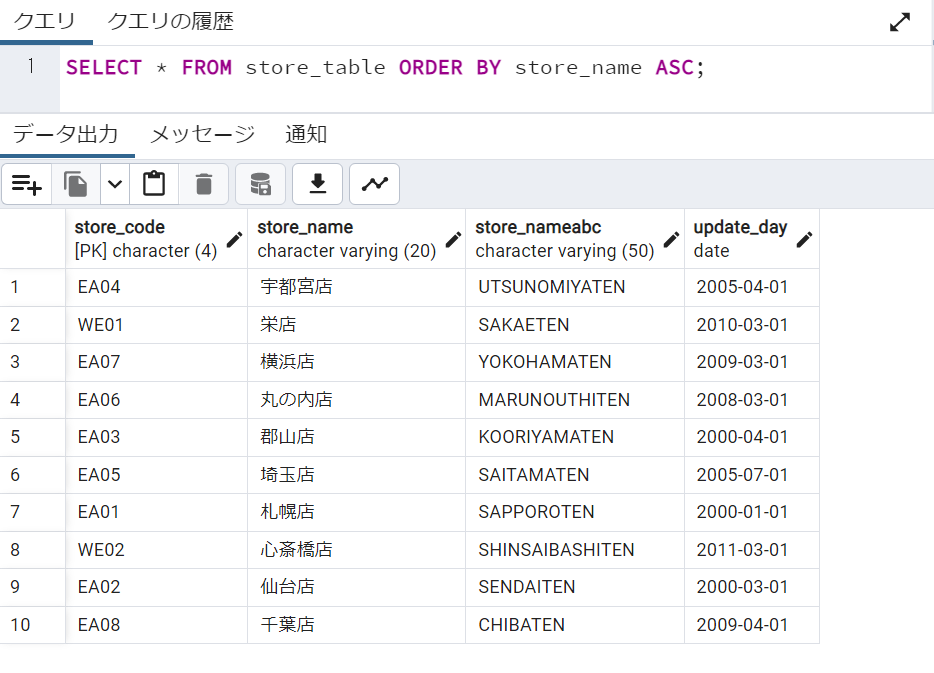 クエリ クエリの履歴
1 SELECT * FROM store_table ORDER BY store_name ASC;
データ出力 メッセージ 通知
store_code store_name store_nameabc update_day
[PK] character (4) character varying (20) character varying (50) date
1 EA04 宇都宮店 UTSUNOMIYATEN 2005-04-01
2 WE01 栄店 SAKAETEN 2010-03-01
3 EA07 横浜店 YOKOHAMATEN 2009-03-01
4 EA06 丸の内店 MARUNOUTHITEN 2008-03-01
5 EA03 郡山店 KOORIYAMATEN 2000-04-01
6 EA05 埼玉店 SAITAMATEN 2005-07-01
7 EA01 札幌店 SAPPOROTEN 2000-01-01
8 WE02 心斎橋店 SHINSAIBASHITEN 2011-03-01
9 EA02 仙台店 SENDAITEN 2000-03-01
10 EA08 千葉店 CHIBATEN 2009-04-01